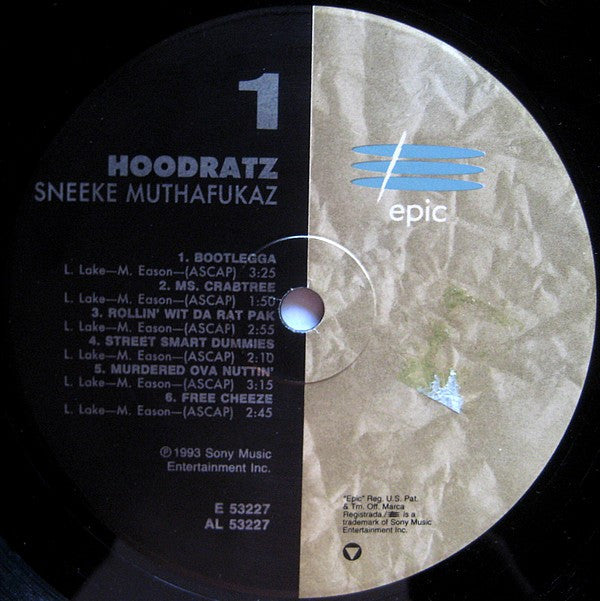 1
HOODRATZ
SNEEKE MUTHAFUKAZ
1. BOOTLEGGA
L. Lake—M. Eason—(ASCAP) 3:25
2. MS. CRABTREE
L. Lake—M. Eason—(ASCAP) 1:50
3. ROLLIN' WIT DA RAT PAK
L. Lake—M. Eason—(ASCAP) 2:55
4. STREET SMART DUMMIES
L. Lake—M. Eason—(ASCAP) 2:10
5. MURDERED OVA NUTTIN'
L. Lake—M. Eason—(ASCAP) 3:15
6. FREE CHEEZE
L. Lake—M. Eason—(ASCAP) 2:45
℗1993 Sony Music
Entertainment Inc.
E 53227
AL 53227
epic
"Epic" Reg. U.S. Pat.
& Tm. Off. Marca
Registrada./ is a
trademark of Sony Music
Entertainment Inc.